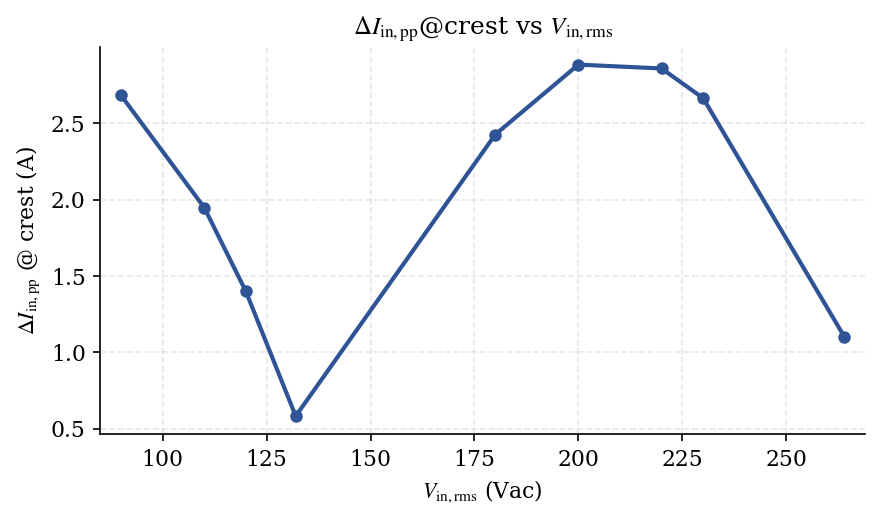 ΔI_in,pp@crest vs V_in,rms
ΔI_in,pp @ crest (A)
2.5
2.0
1.5
1.0
0.5
100 125 150 175 200 225 250
V_in,rms (Vac)